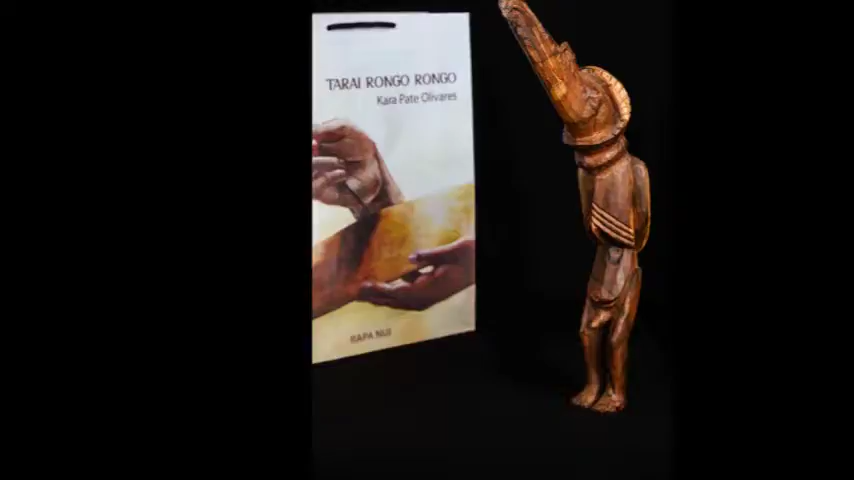 TARAI RONGO RONGO
Kara Pate Olivares
RAPA NUI